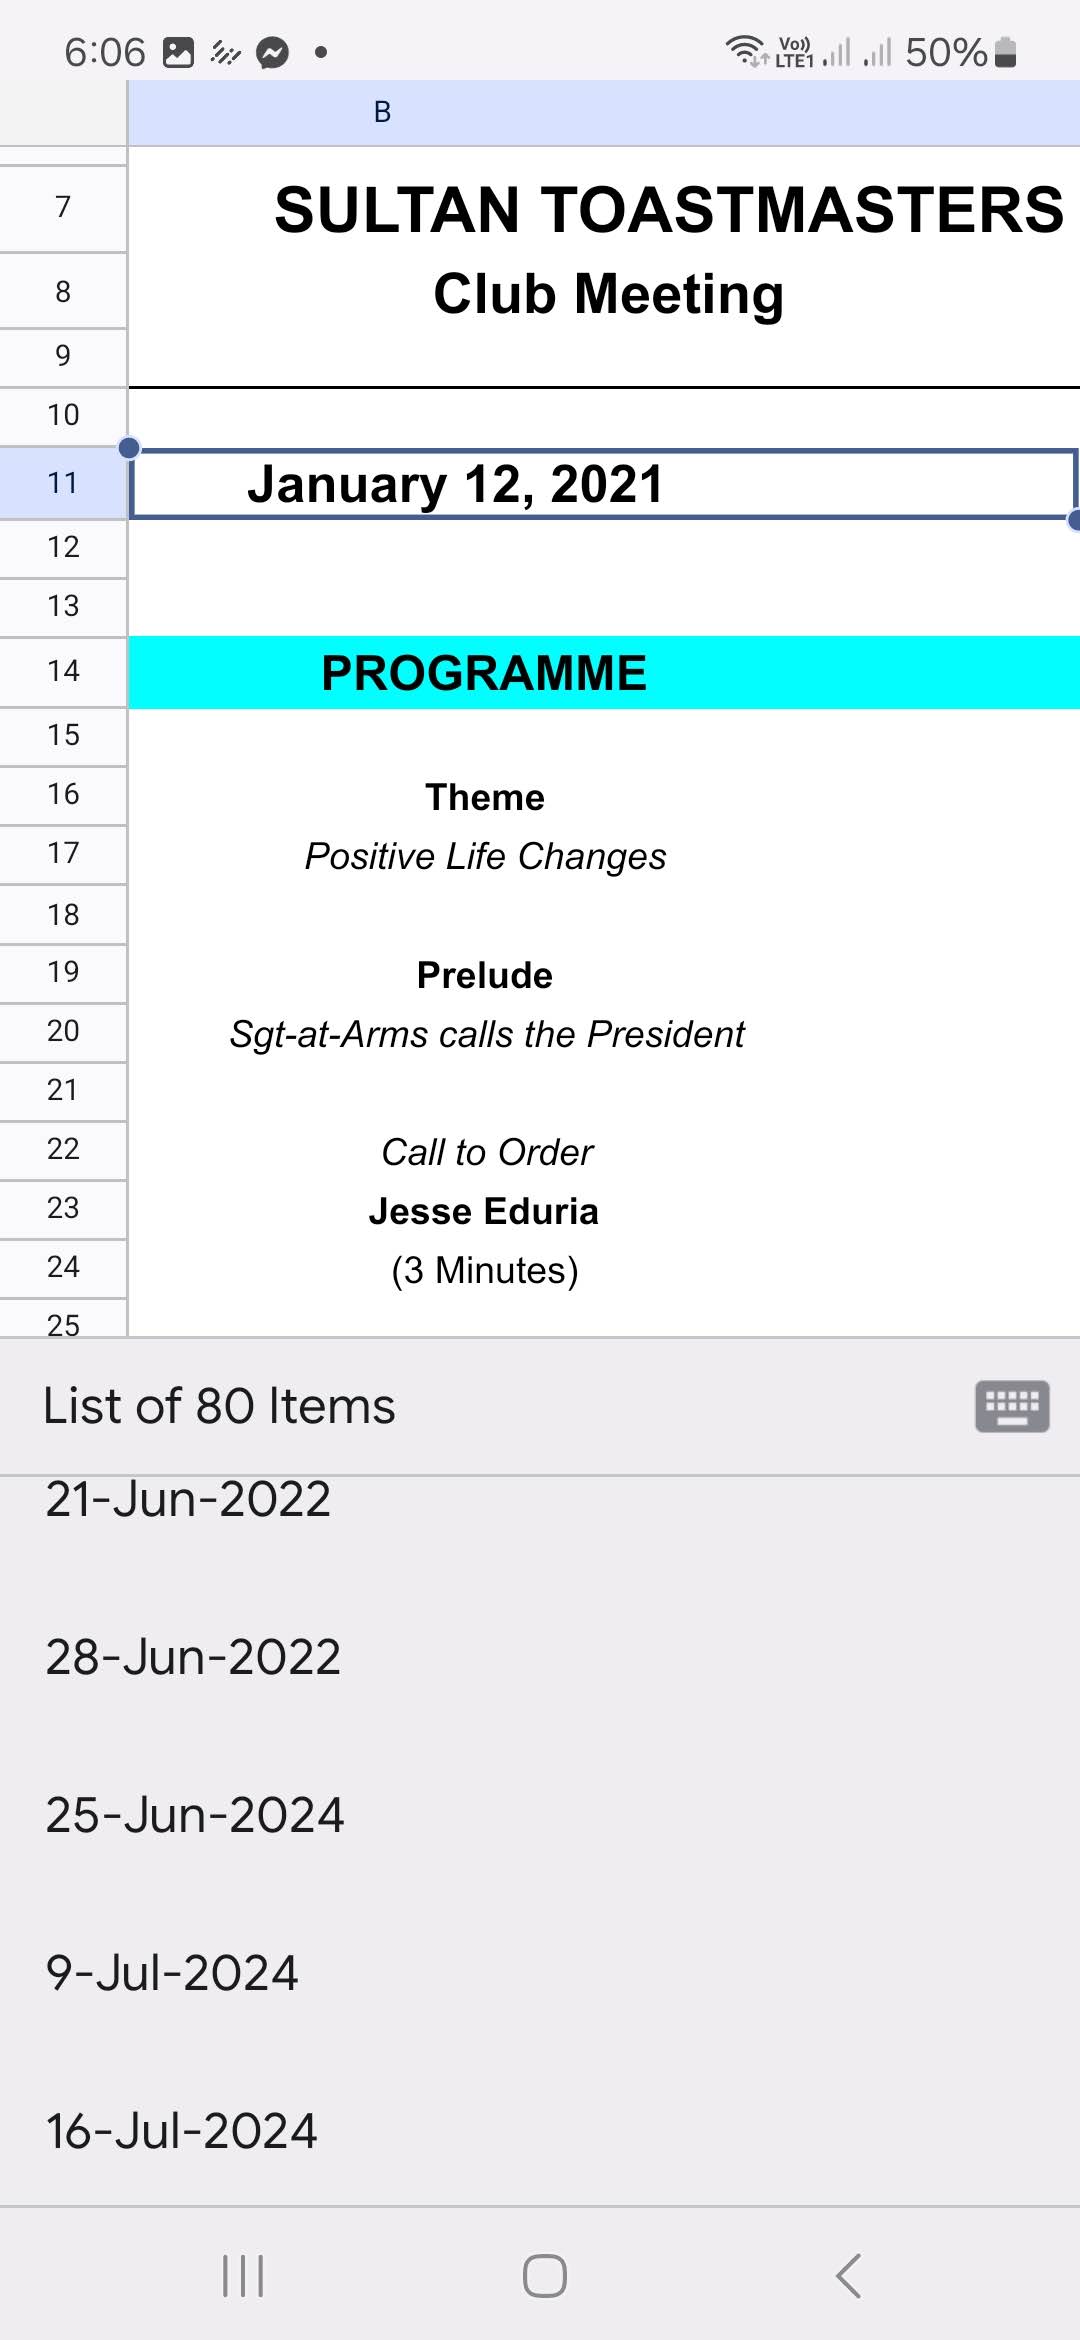 6:06 Vo)) LTE1 50%
B
7 SULTAN TOASTMASTERS
8 Club Meeting
9
10
11 January 12, 2021
12
13
14 PROGRAMME
15
16 Theme
17 Positive Life Changes
18
19 Prelude
20 Sgt-at-Arms calls the President
21
22 Call to Order
23 Jesse Eduria
24 (3 Minutes)
25
List of 80 Items
21-Jun-2022
28-Jun-2022
25-Jun-2024
9-Jul-2024
16-Jul-2024